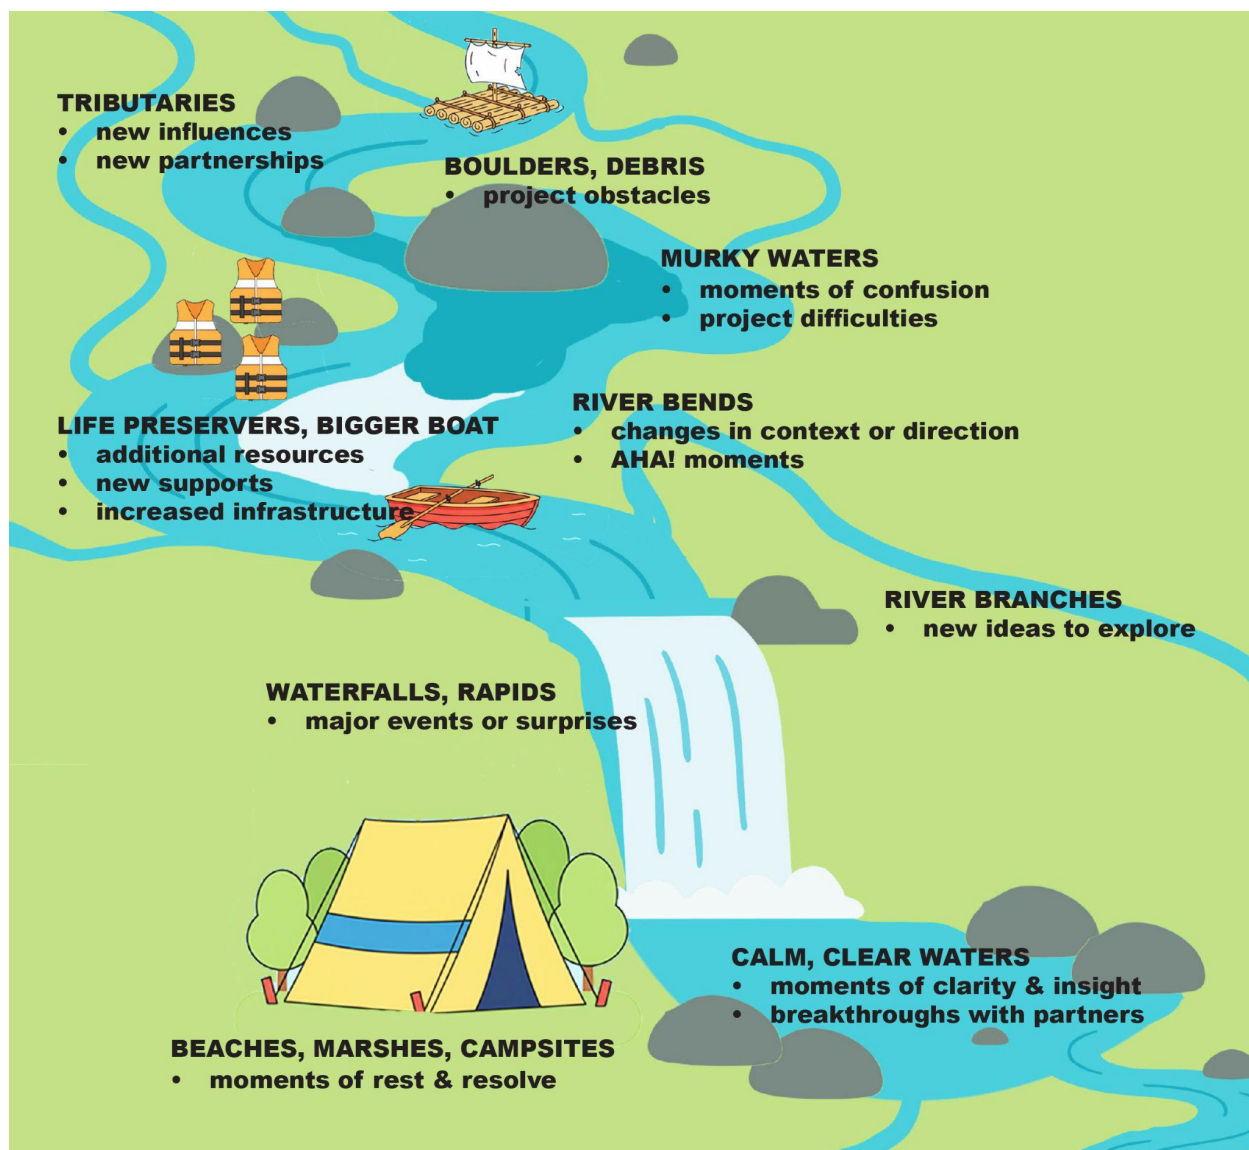 TRIBUTARIES
• new influences
• new partnerships
BOULDERS, DEBRIS
• project obstacles
MURKY WATERS
• moments of confusion
• project difficulties
LIFE PRESERVERS, BIGGER BOAT
• additional resources
• new supports
• increased infrastructure
RIVER BENDS
• changes in context or direction
• AHA! moments
RIVER BRANCHES
• new ideas to explore
WATERFALLS, RAPIDS
• major events or surprises
CALM, CLEAR WATERS
• moments of clarity & insight
• breakthroughs with partners
BEACHES, MARSHES, CAMPSITES
• moments of rest & resolve